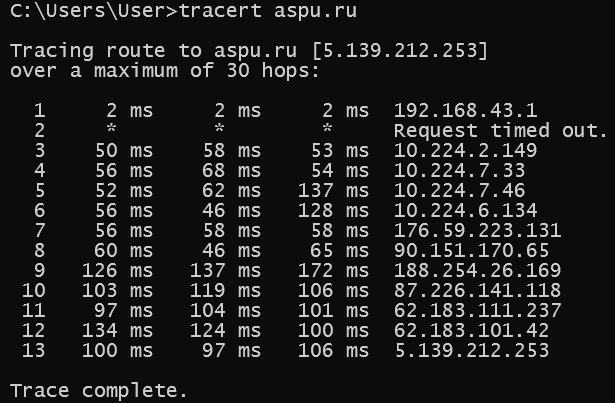 C:\Users\User>tracert aspu.ru
Tracing route to aspu.ru [5.139.212.253]
over a maximum of 30 hops:
1 2 ms 2 ms 2 ms 192.168.43.1
2 * * * Request timed out.
3 50 ms 58 ms 53 ms 10.224.2.149
4 56 ms 68 ms 54 ms 10.224.7.33
5 52 ms 62 ms 137 ms 10.224.7.46
6 56 ms 46 ms 128 ms 10.224.6.134
7 56 ms 58 ms 58 ms 176.59.223.131
8 60 ms 46 ms 65 ms 90.151.170.65
9 126 ms 137 ms 172 ms 188.254.26.169
10 103 ms 119 ms 106 ms 87.226.141.118
11 97 ms 104 ms 101 ms 62.183.111.237
12 134 ms 124 ms 100 ms 62.183.101.42
13 100 ms 97 ms 106 ms 5.139.212.253
Trace complete.